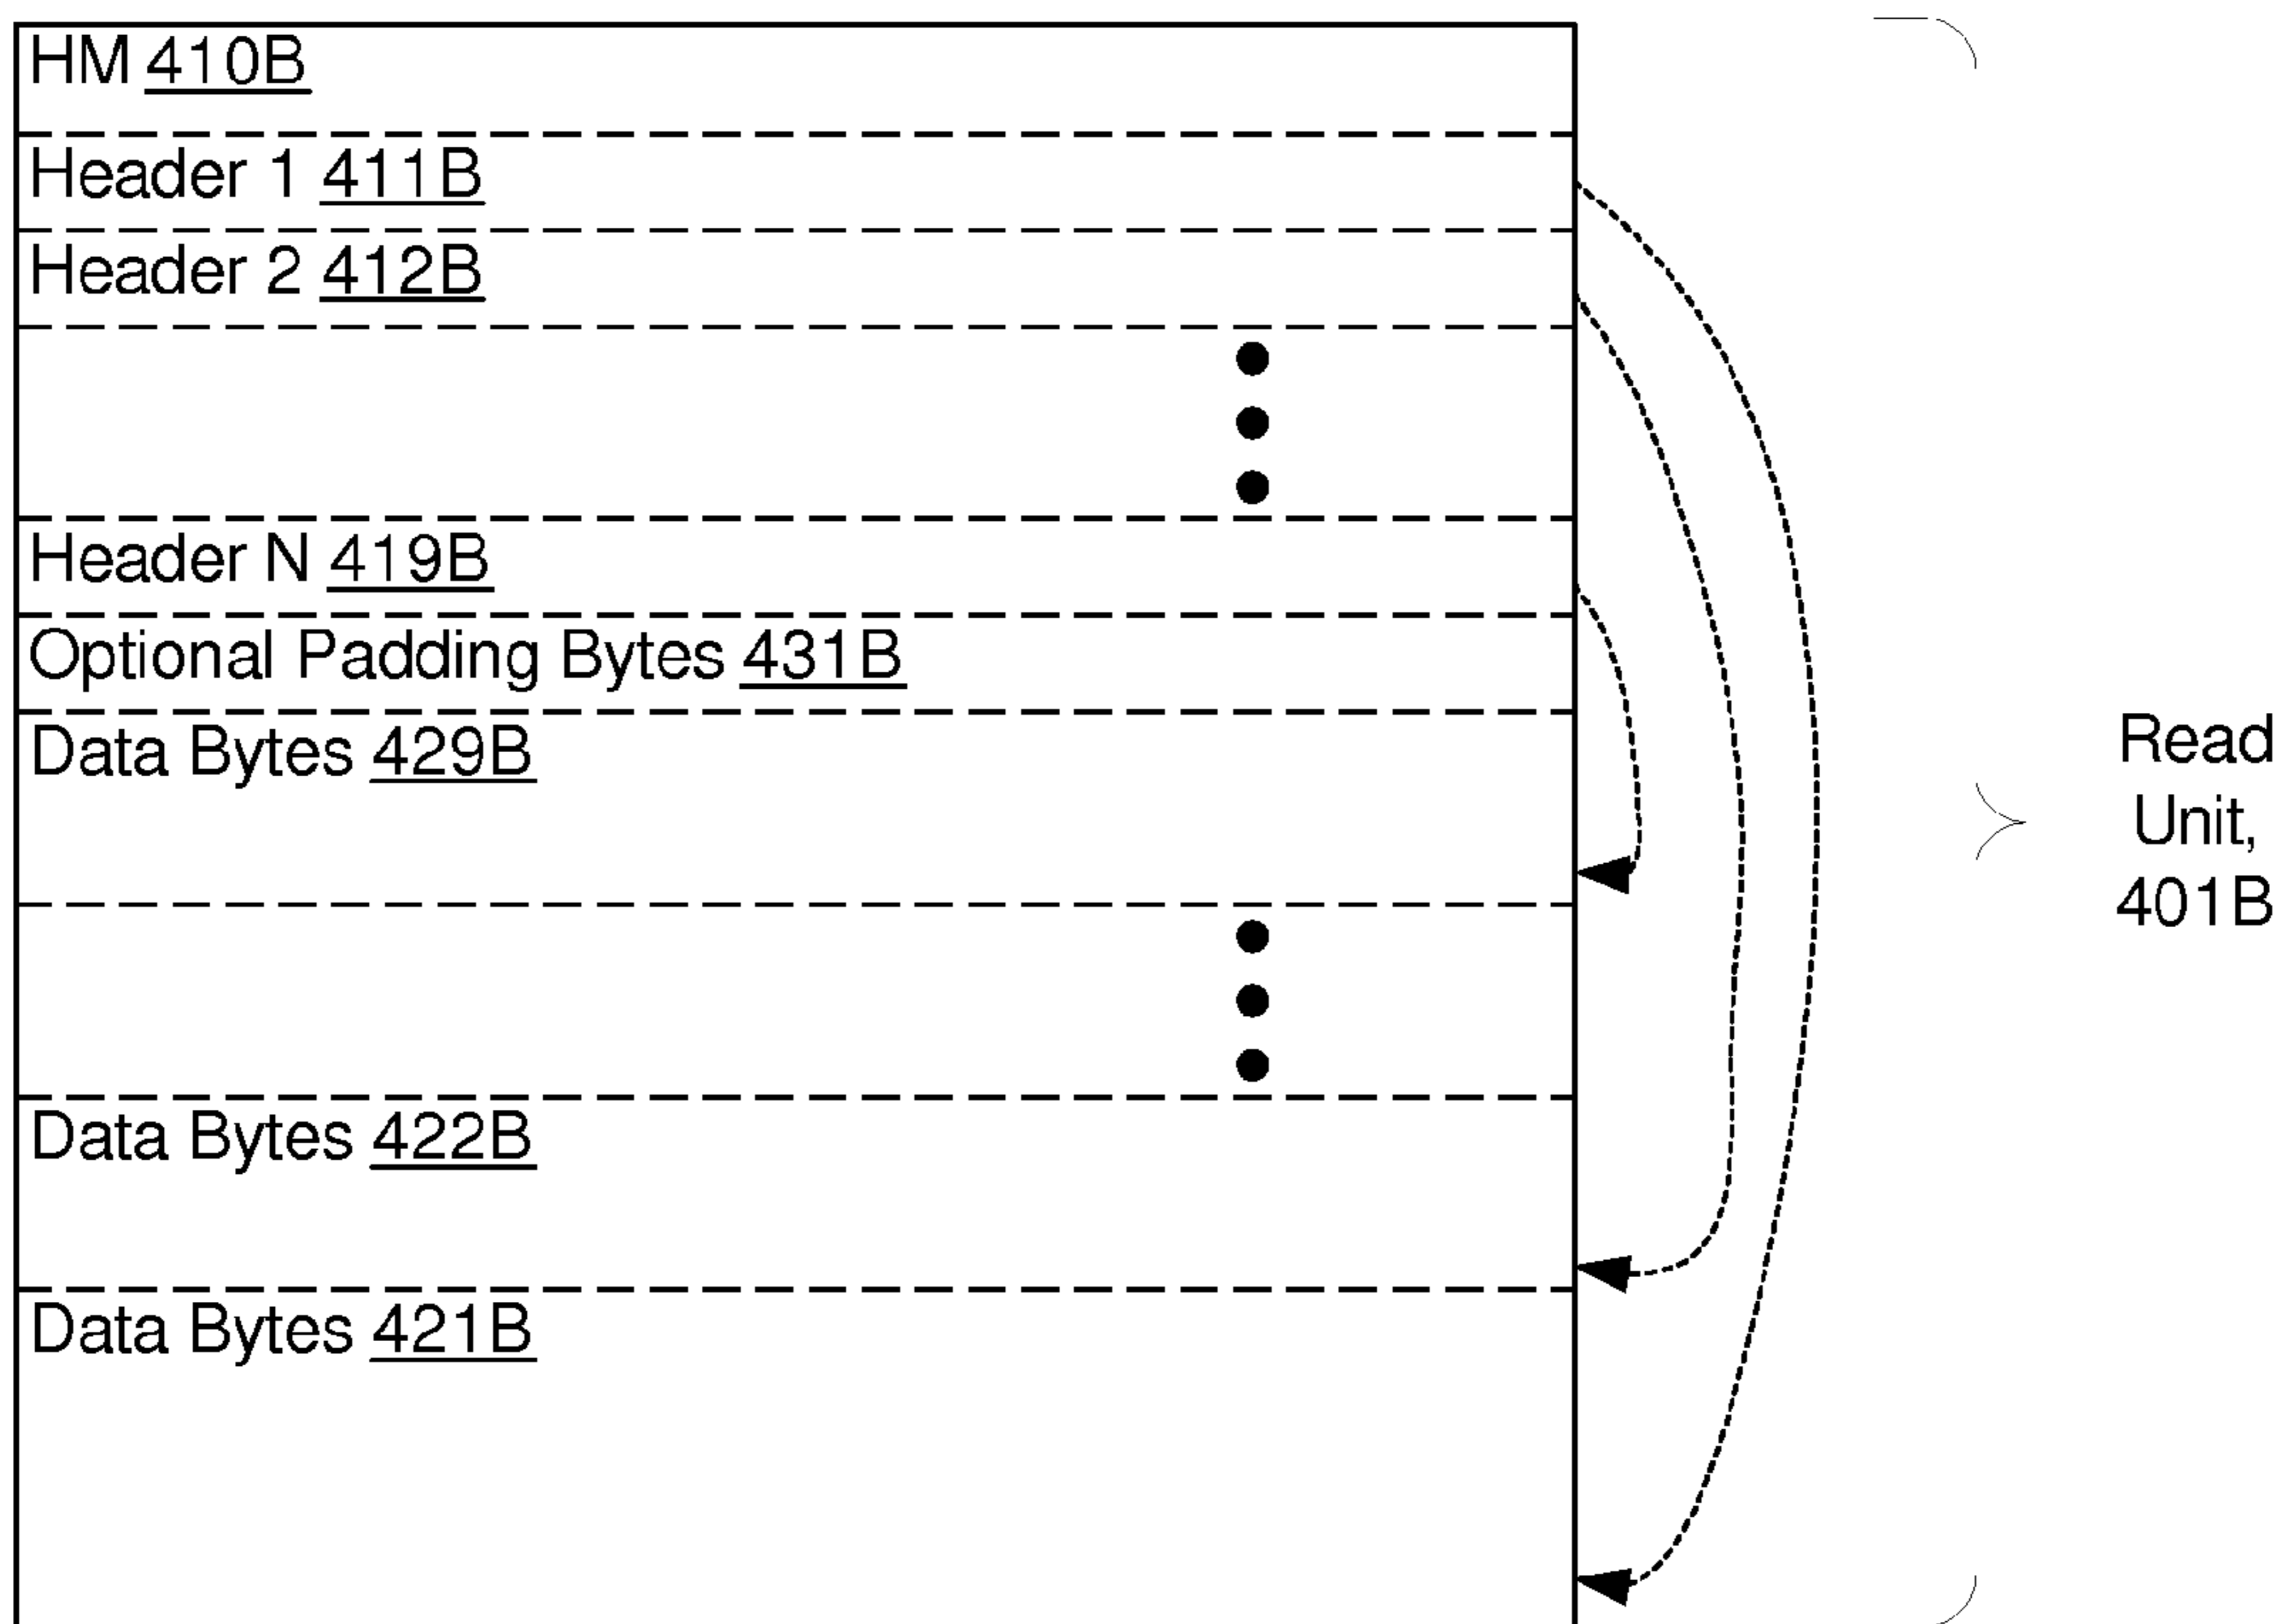 HM 410B
Header 1 411B
Header 2 412B
Header N 419B
Optional Padding Bytes 431B
Data Bytes 429B
Data Bytes 422B
Data Bytes 421B
Read
Unit,
401B